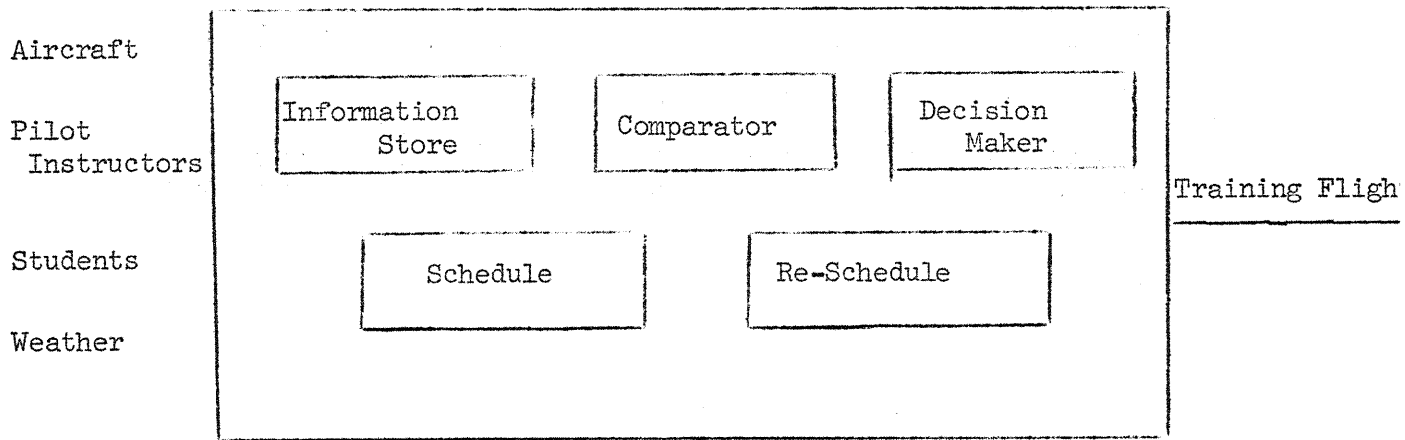 Aircraft
Pilot
Instructors
Students
Weather
Information
Store
Comparator
Decision
Maker
Schedule
Re-Schedule
Training Fligh